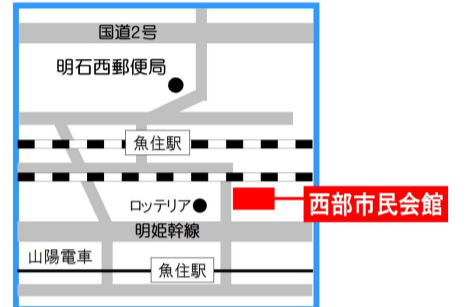 国道2号
明石西郵便局
魚住駅
ロッテリア
西部市民会館
明姫幹線
山陽電車
魚住駅